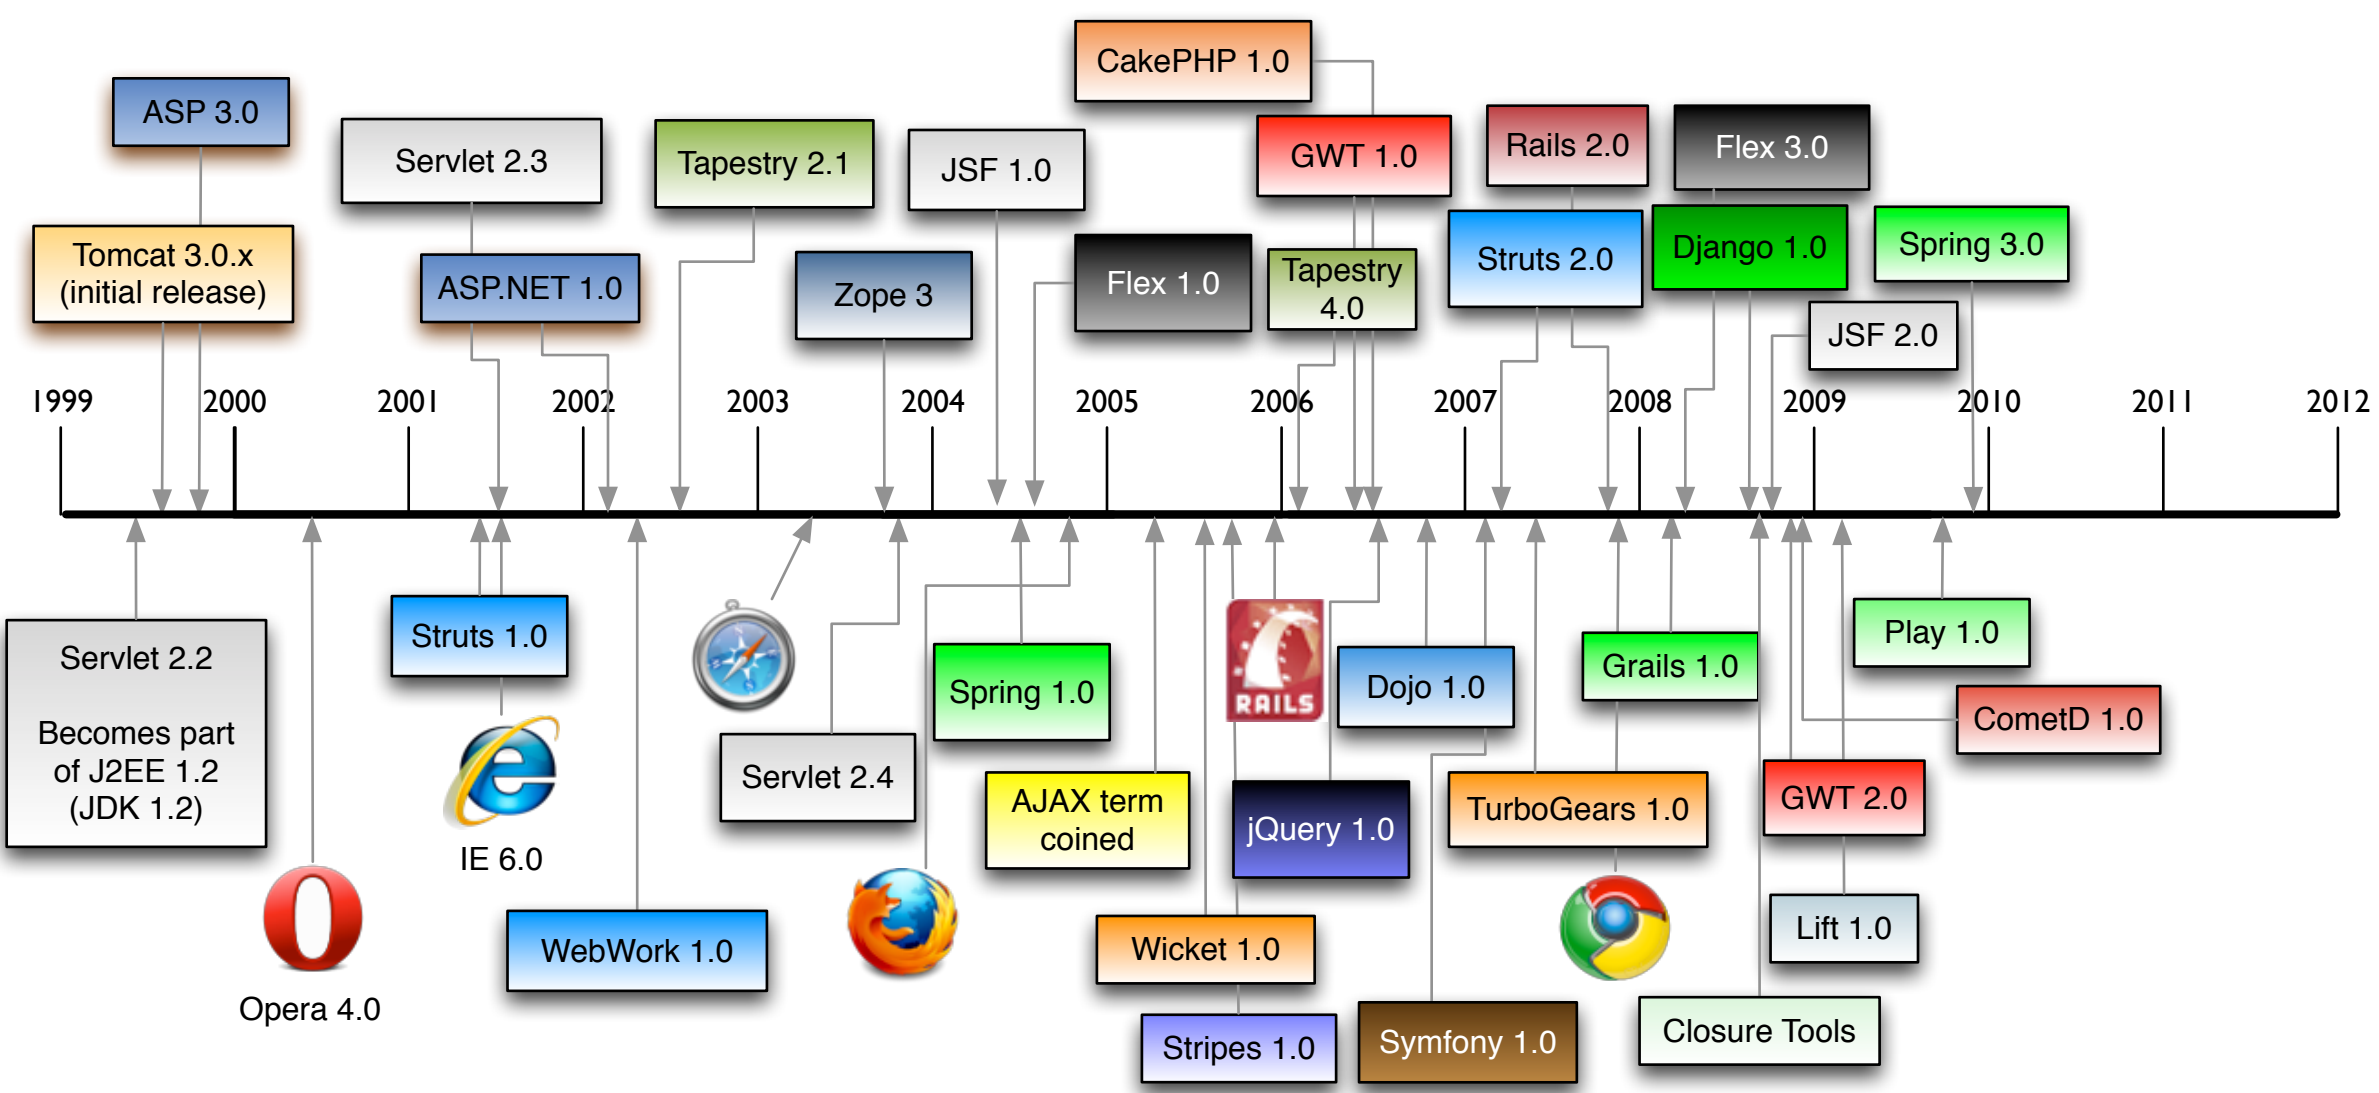 CakePHP 1.0
ASP 3.0
Servlet 2.3
Tapestry 2.1
JSF 1.0
GWT 1.0
Rails 2.0
Flex 3.0
Tomcat 3.0.x
(initial release)
ASP.NET 1.0
Zope 3
Flex 1.0
Tapestry
4.0
Struts 2.0
Django 1.0
Spring 3.0
JSF 2.0
1999 2000 2001 2002 2003 2004 2005 2006 2007 2008 2009 2010 2011 2012
Servlet 2.2
Becomes part
of J2EE 1.2
(JDK 1.2)
Opera 4.0
Struts 1.0
IE 6.0
WebWork 1.0
Servlet 2.4
Spring 1.0
AJAX term
coined
Wicket 1.0
Stripes 1.0
RAILS
jQuery 1.0
Dojo 1.0
Symfony 1.0
TurboGears 1.0
Grails 1.0
Closure Tools
GWT 2.0
Lift 1.0
Play 1.0
CometD 1.0